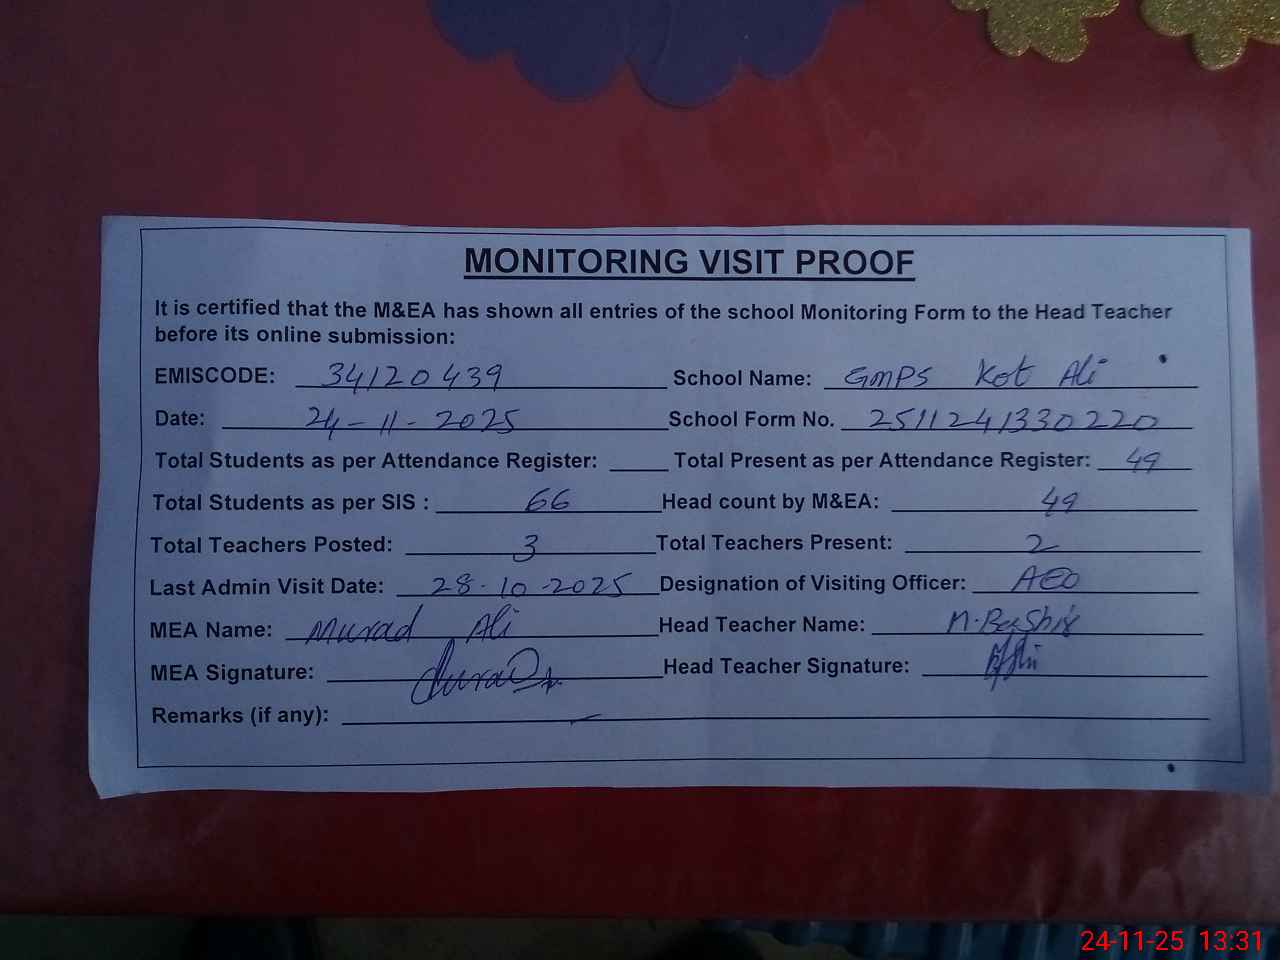 MONITORING VISIT PROOF
It is certified that the M&EA has shown all entries of the school Monitoring Form to the Head Teacher
before its online submission:
EMISCODE: 34120439 School Name: GMPS Kot Ali
Date: 24-11-2025 School Form No. 2511241330220
Total Students as per Attendance Register: Total Present as per Attendance Register: 49
Total Students as per SIS : 66 Head count by M&EA: 49
Total Teachers Posted: 3 Total Teachers Present: 2
Last Admin Visit Date: 28-10-2025 Designation of Visiting Officer: AEO
MEA Name: Murad Ali Head Teacher Name: M.Bashir
MEA Signature: Head Teacher Signature:
Remarks (if any):
24-11-25 13:31